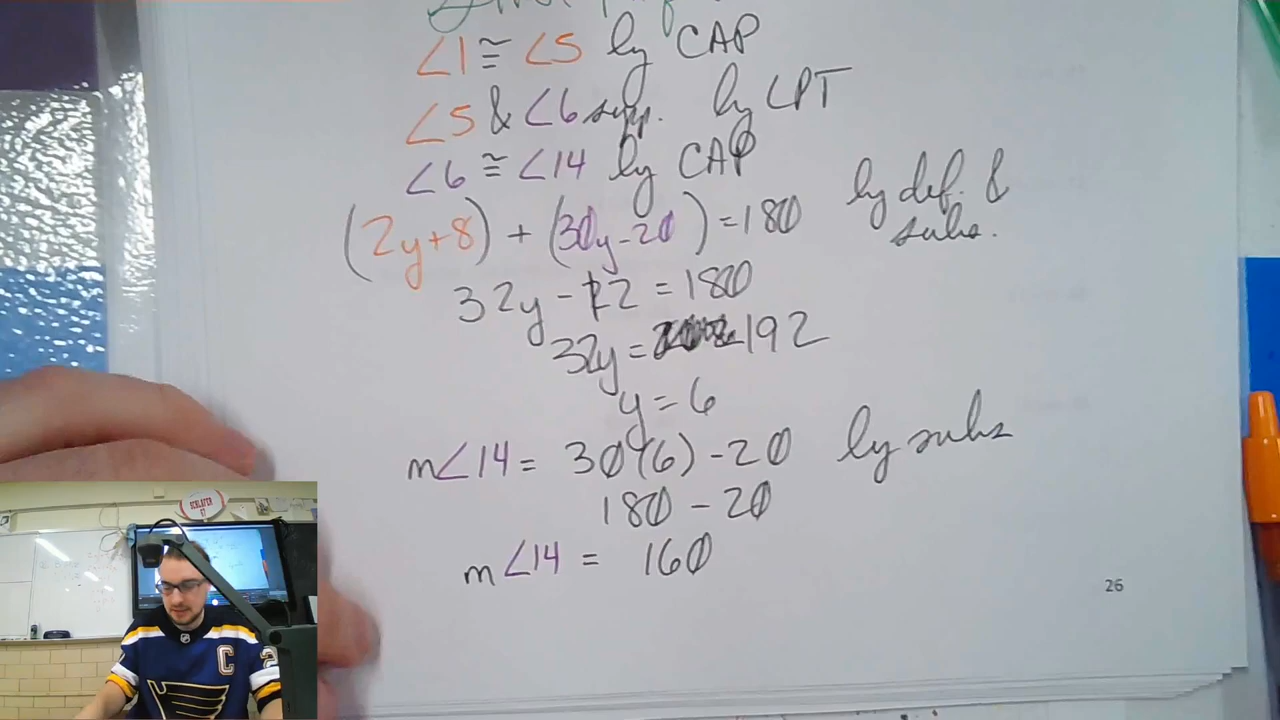 ∠1 ≅ ∠5 by CAP
∠5 & ∠6 supp. by LPT
∠6 ≅ ∠14 by CAP
(2y+8) + (30y-20) = 180 by def. & subs.
32y - 12 = 180
32y = 192
y = 6
m∠14 = 30(6) - 20 by subs
180 - 20
m∠14 = 160
26
C